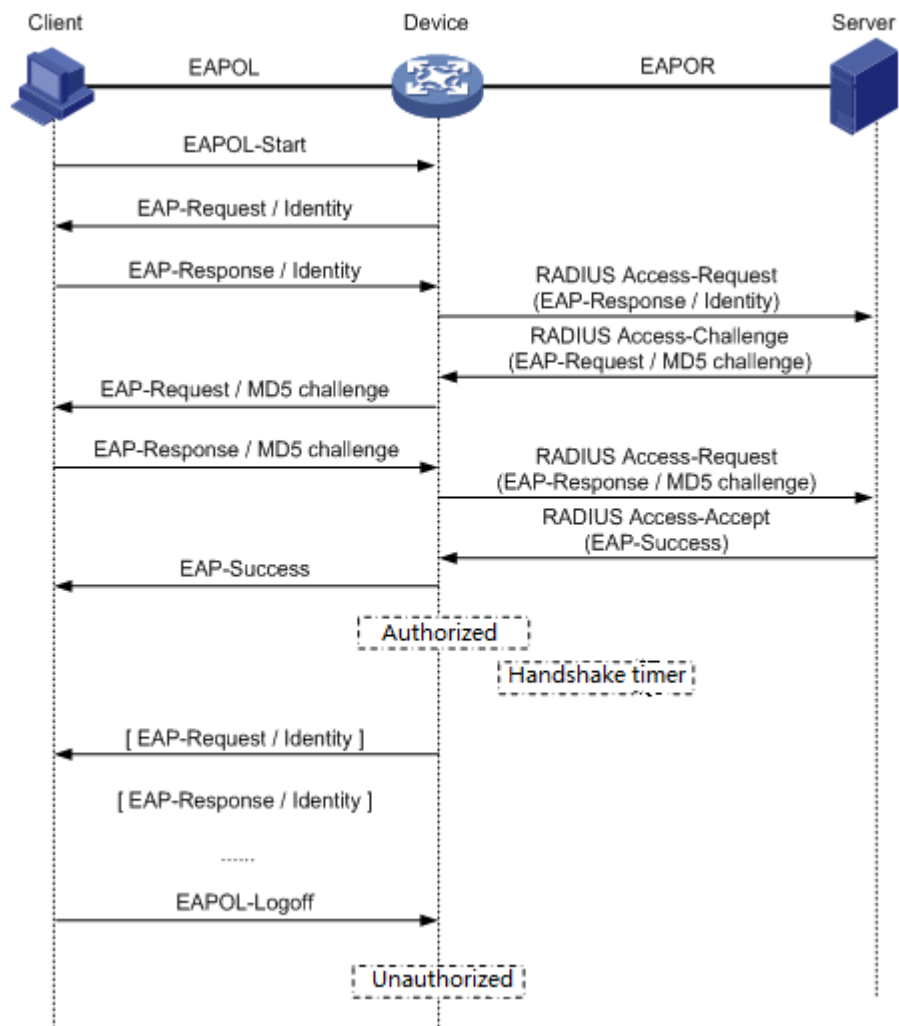 Client
Device
Server
EAPOL
EAPOR
EAPOL-Start
EAP-Request / Identity
EAP-Response / Identity
RADIUS Access-Request
(EAP-Response / Identity)
RADIUS Access-Challenge
(EAP-Request / MD5 challenge)
EAP-Request / MD5 challenge
EAP-Response / MD5 challenge
RADIUS Access-Request
(EAP-Response / MD5 challenge)
RADIUS Access-Accept
(EAP-Success)
EAP-Success
Authorized
Handshake timer
[ EAP-Request / Identity ]
[ EAP-Response / Identity ]
......
EAPOL-Logoff
Unauthorized